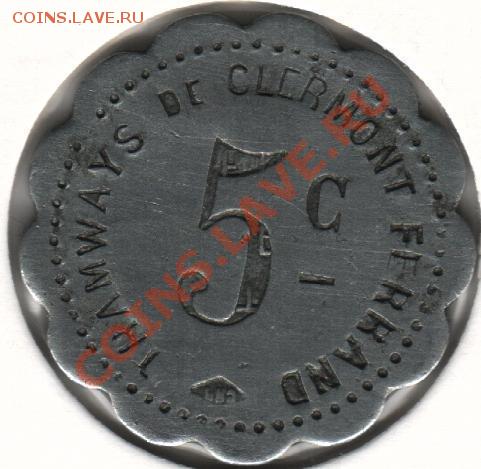 COINS.LAVE.RU
TRAMWAYS DE CLERMONT FERRAND
5 C
COINS.LAVE.RU